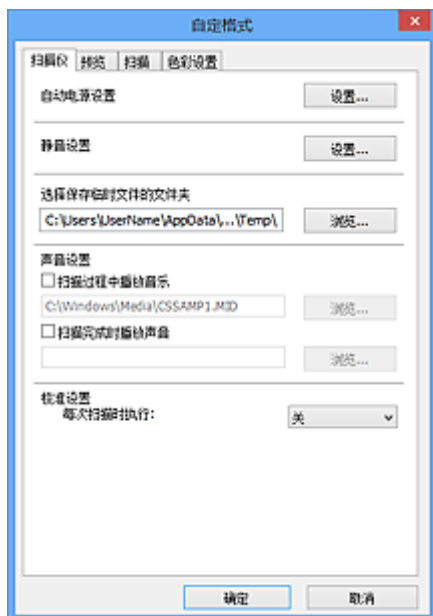 自定格式
扫描仪 预览 扫描 色彩设置
自动电源设置 设置...
静音设置 设置...
选择保存临时文件的文件夹
C:\Users\UserName\AppData\,...\Temp\ 浏览...
声音设置
扫描过程中播放音乐
C:\Windows\Media\CSSAMP1.MID 浏览...
扫描完成时播放声音
浏览...
校准设置
每次扫描时执行: 关
确定 取消